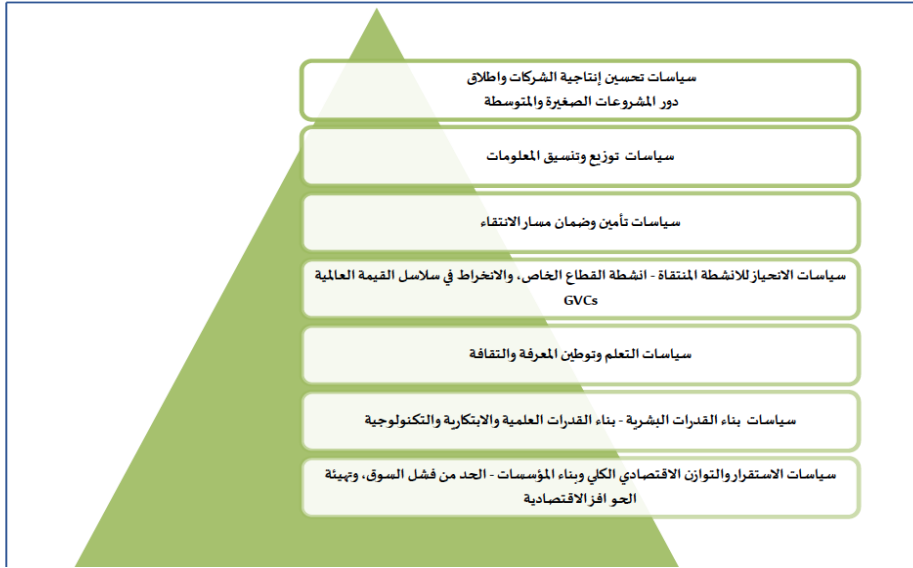 سياسات تحسين إنتاجية الشركات واطلاق
دور المشروعات الصغيرة والمتوسطة
سياسات توزيع وتنسيق المعلومات
سياسات تأمين وضمان مسار الانتقاء
سياسات الانحياز للانشطة المنتقاة - انشطة القطاع الخاص، والانخراط في سلاسل القيمة العالمية
GVCs
سياسات التعلم وتوطين المعرفة والثقافة
سياسات بناء القدرات البشرية - بناء القدرات العلمية والابتكارية والتكنولوجية
سياسات الاستقرار والتوازن الاقتصادي الكلي وبناء المؤسسات - الحد من فشل السوق، وتهيئة
الحو افز الاقتصادية